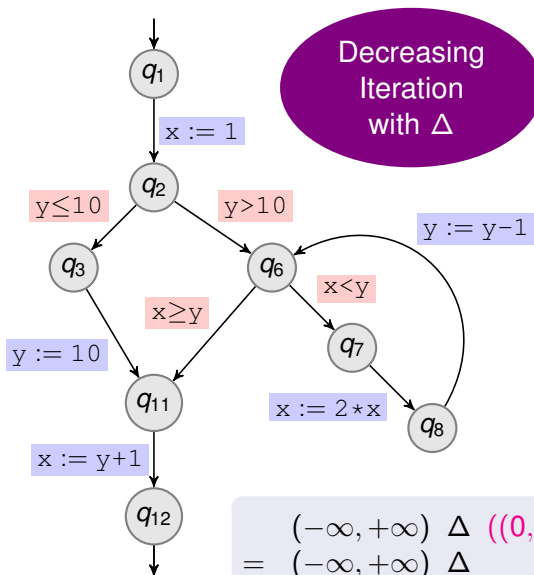 q1
Decreasing
Iteration
with Δ
x := 1
q2
y≤10
y>10
y := y-1
q3
q6
x<y
x≥y
q7
y := 10
x := 2*x
q11
q8
x := y+1
q12
(−∞, +∞) Δ ((0,
= (−∞, +∞) Δ